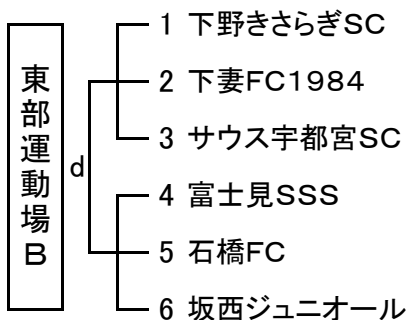 東部運動場B
d
1 下野きさらぎSC
2 下妻FC1984
3 サウス宇都宮SC
4 富士見SSS
5 石橋FC
6 坂西ジュニオール